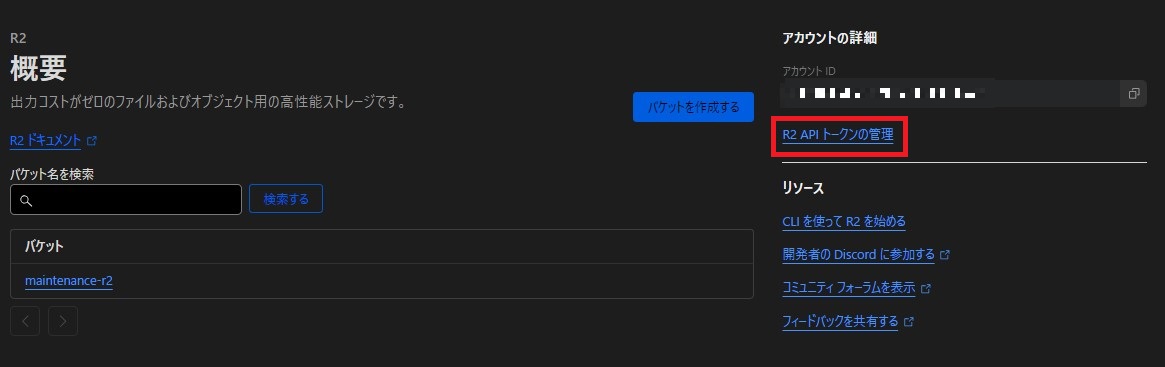 R2
概要
出力コストがゼロのファイルおよびオブジェクト用の高性能ストレージです。
バケットを作成する
R2 ドキュメント
バケット名を検索
検索する
バケット
maintenance-r2
アカウントの詳細
アカウント ID
R2 API トークンの管理
リソース
CLI を使って R2 を始める
開発者の Discord に参加する
コミュニティ フォーラムを表示
フィードバックを共有する